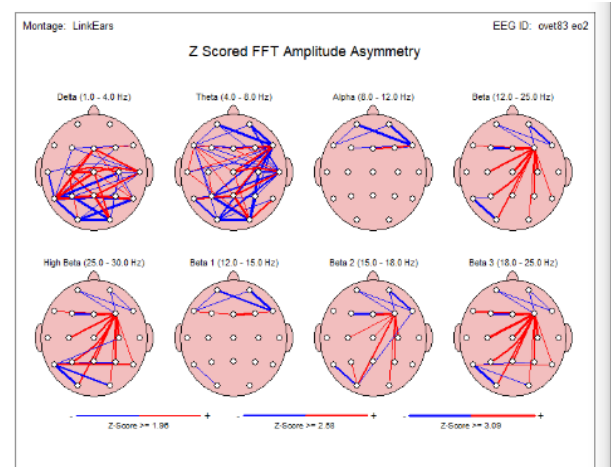 Montage: LinkEars EEG ID: ovet83 eo2
Z Scored FFT Amplitude Asymmetry
Delta (1.0 - 4.0 Hz) Theta (4.0 - 8.0 Hz) Alpha (8.0 - 12.0 Hz) Beta (12.0 - 25.0 Hz)
High Beta (25.0 - 30.0 Hz) Beta 1 (12.0 - 15.0 Hz) Beta 2 (15.0 - 18.0 Hz) Beta 3 (18.0 - 25.0 Hz)
- + - + - +
Z-Score >= 1.96 Z-Score >= 2.58 Z-Score >= 3.09